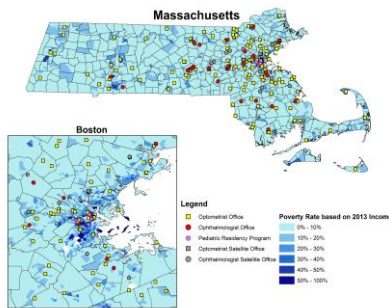 Massachusetts
Boston
Legend
Optometrist Office
Ophthalmologist Office
Pediatric Residency Program
Optometrist Satellite Office
Ophthalmologist Satellite Office
Poverty Rate based on 2013 Income
0% - 10%
10% - 20%
20% - 30%
30% - 40%
40% - 50%
50% - 100%